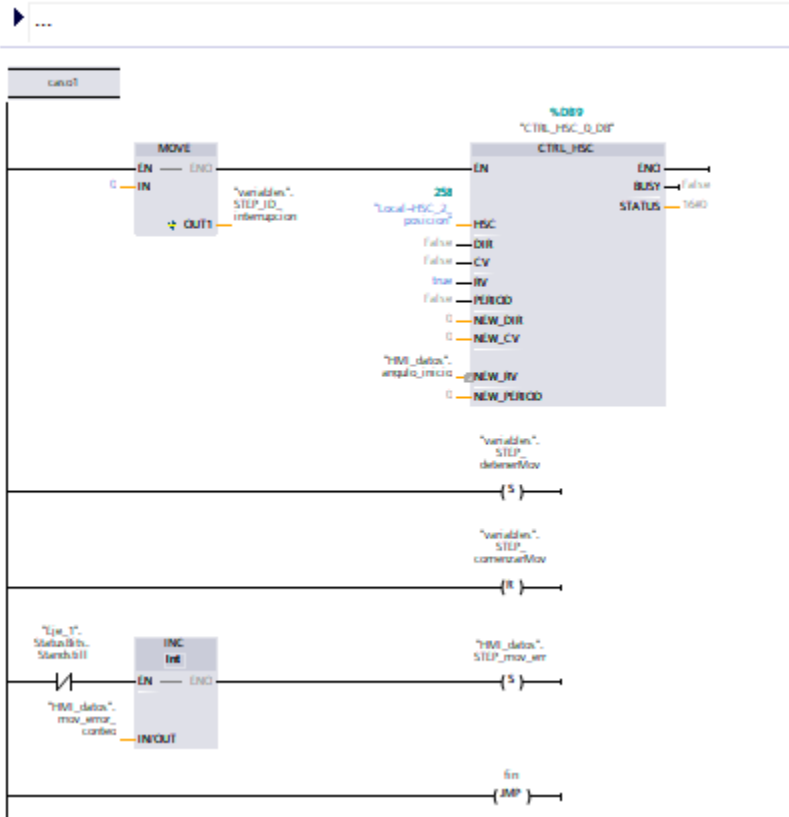 ...
caso1
%DB9
"CTRL_HSC_0_DB"
MOVE
CTRL_HSC
EN
ENO
EN
ENO
0
IN
BUSY
false
"variables".
STEP_ID_
interrupcion
258
STATUS
16#0
"Local~HSC_2_
posicion"
HSC
OUT1
false
DIR
false
CV
true
RV
false
PERIOD
0
NEW_DIR
0
NEW_CV
"HMI_datos".
angulo_inicio
NEW_RV
0
NEW_PERIOD
"variables".
STEP_
detenerMov
S
"variables".
STEP_
comenzarMov
R
"Eje_1".
StatusBits.
StandStill
INC
Int
"HMI_datos".
STEP_mov_err
EN
ENO
S
"HMI_datos".
mov_error_
conteo
IN/OUT
fin
JMP